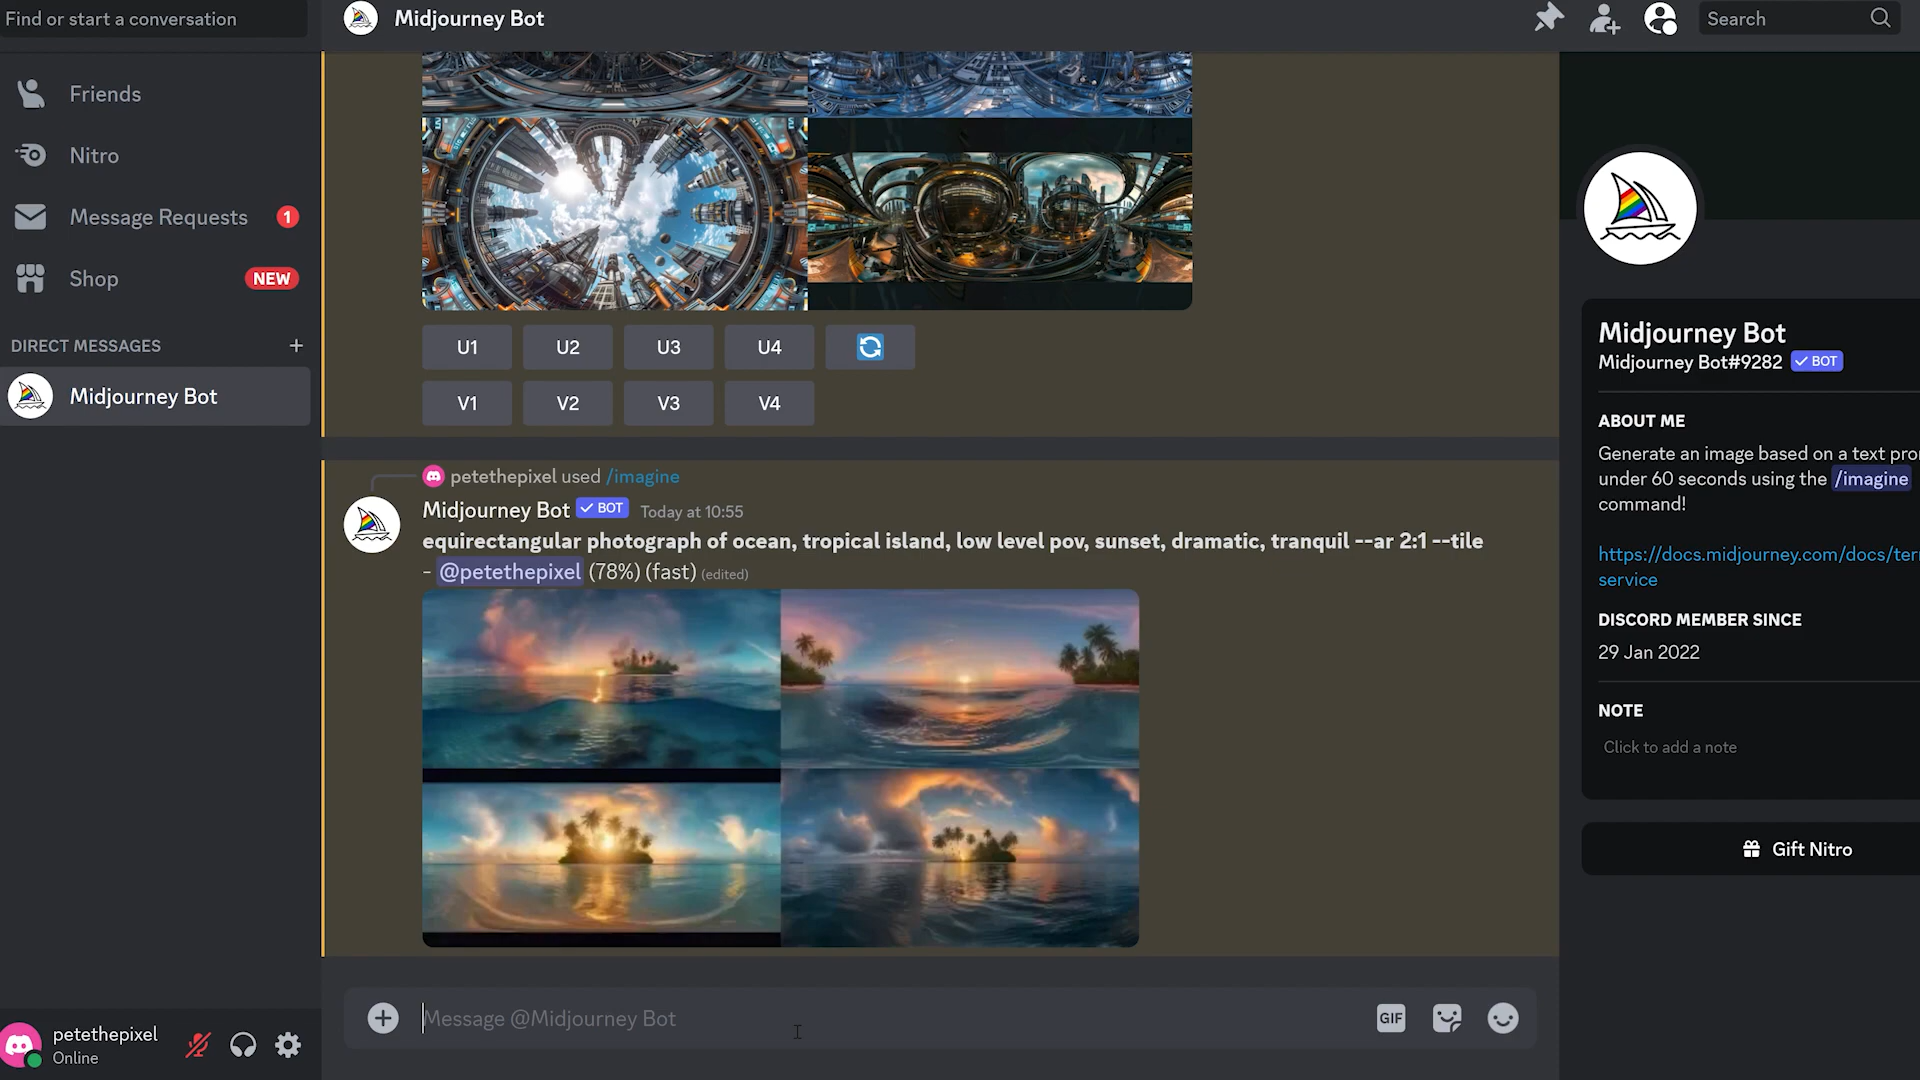 Find or start a conversation
Midjourney Bot
Search
Friends
Nitro
Message Requests 1
Shop NEW
DIRECT MESSAGES +
Midjourney Bot
U1 U2 U3 U4
V1 V2 V3 V4
petethepixel used /imagine
Midjourney Bot BOT Today at 10:55
equirectangular photograph of ocean, tropical island, low level pov, sunset, dramatic, tranquil --ar 2:1 --tile
- @petethepixel (78%) (fast) (edited)
Message @Midjourney Bot
GIF
petethepixel
Online
Midjourney Bot
Midjourney Bot#9282 BOT
ABOUT ME
Generate an image based on a text pro
under 60 seconds using the /imagine
command!
https://docs.midjourney.com/docs/ter
service
DISCORD MEMBER SINCE
29 Jan 2022
NOTE
Click to add a note
Gift Nitro